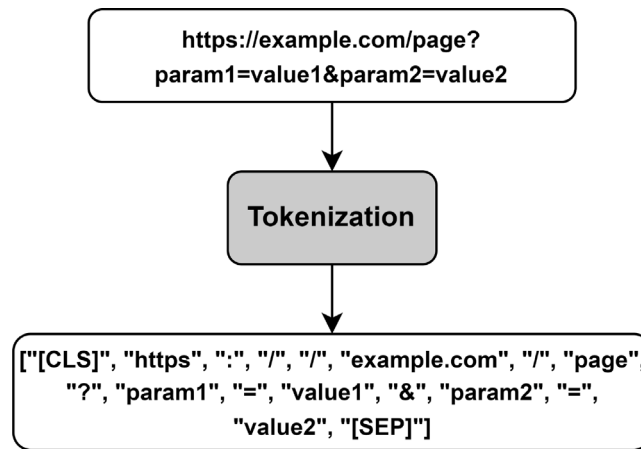 https://example.com/page?
param1=value1&param2=value2
Tokenization
["[CLS]", "https", ":", "/", "/", "example.com", "/", "page",
"?", "param1", "=", "value1", "&", "param2", "=",
"value2", "[SEP]"]